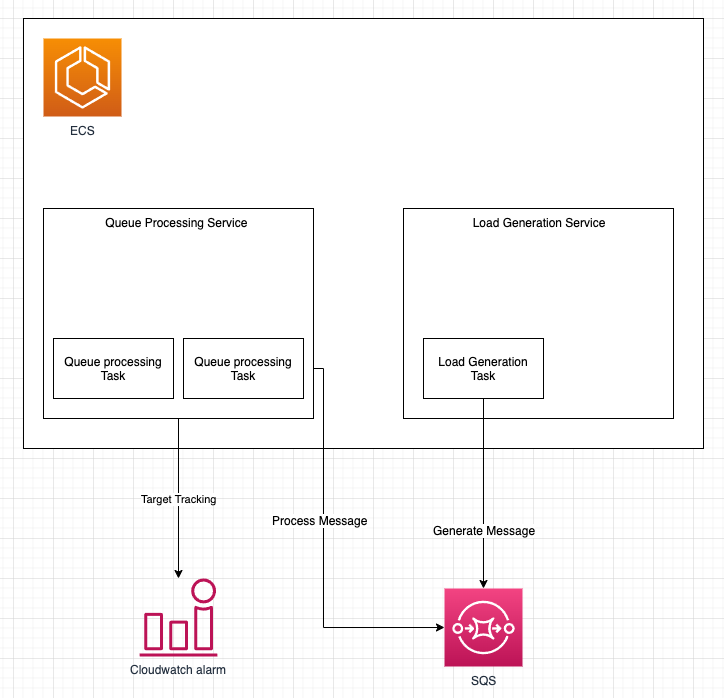 ECS
Queue Processing Service
Load Generation Service
Queue processing
Task
Queue processing
Task
Load Generation
Task
Target Tracking
Process Message
Generate Message
Cloudwatch alarm
SQS